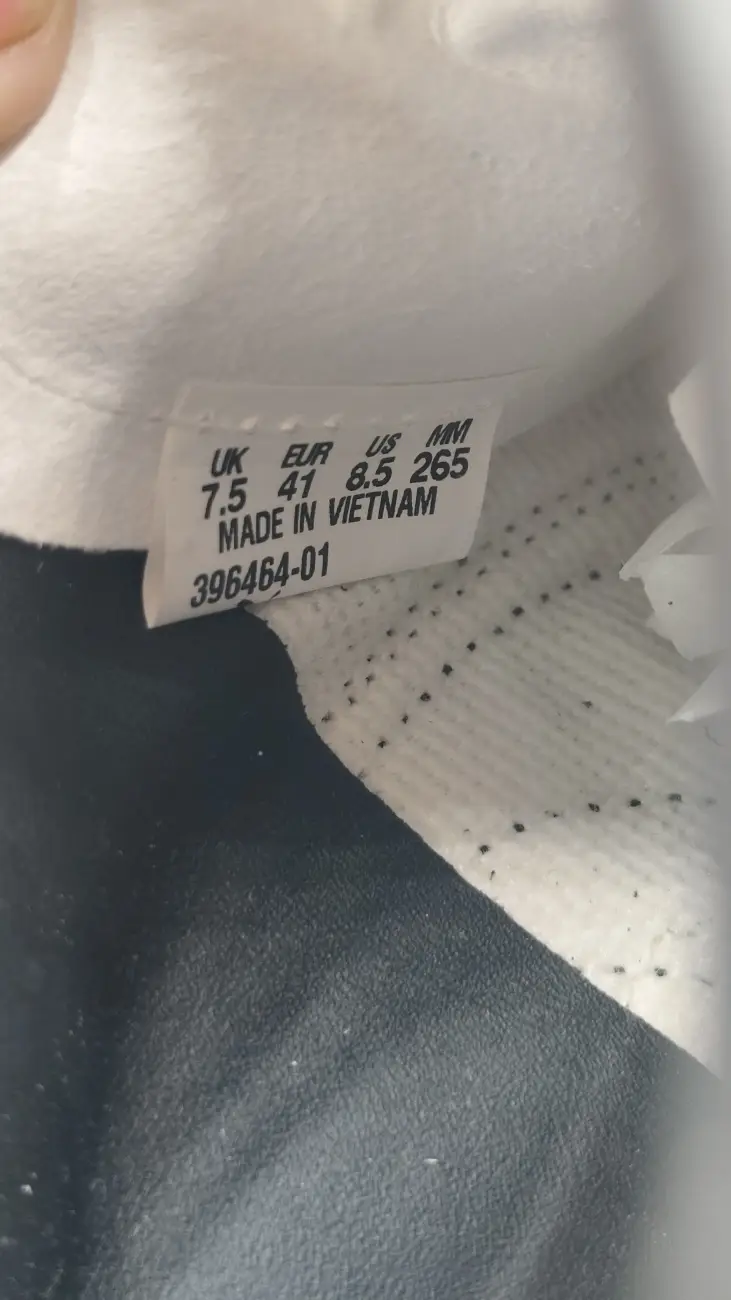 UK EUR US MM
7.5 41 8.5 265
MADE IN VIETNAM
396464-01